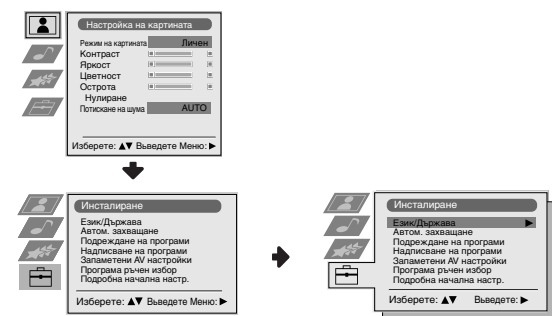 Настройка на картината
Режим на картината Личен
Контраст
Яркост
Цветност
Острота
Нулиране
Потискане на шума AUTO
Изберете: ▲▼ Въведете Меню: ▶
Инсталиране
Език/Държава
Автом. захващане
Подреждане на програми
Надписване на програми
Запаметени AV настройки
Програма ръчен избор
Подробна начална настр.
Изберете: ▲▼ Въведете Меню: ▶
Инсталиране
Език/Държава ▶
Автом. захващане
Подреждане на програми
Надписване на програми
Запаметени AV настройки
Програма ръчен избор
Подробна начална настр.
Изберете: ▲▼ Въведете: ▶